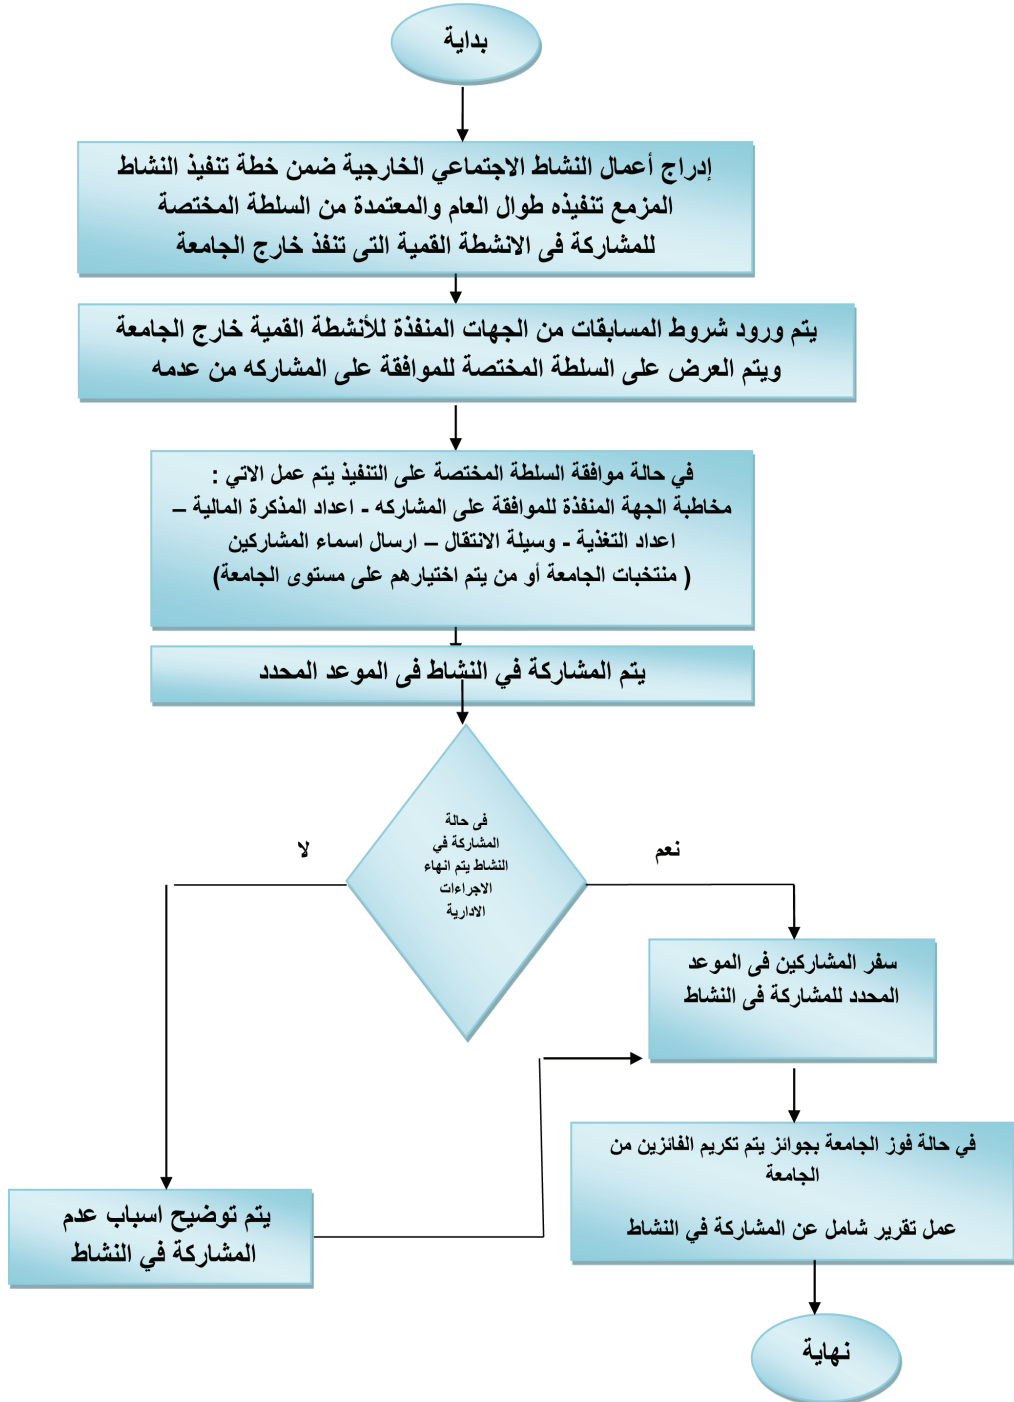 بداية
إدراج أعمال النشاط الاجتماعي الخارجية ضمن خطة تنفيذ النشاط
المزمع تنفيذه طوال العام والمعتمدة من السلطة المختصة
للمشاركة فى الانشطة القمية التى تنفذ خارج الجامعة
يتم ورود شروط المسابقات من الجهات المنفذة للأنشطة القمية خارج الجامعة
ويتم العرض على السلطة المختصة للموافقة على المشاركه من عدمه
في حالة موافقة السلطة المختصة على التنفيذ يتم عمل الاتي :
مخاطبة الجهة المنفذة للموافقة على المشاركه - اعداد المذكرة المالية –
اعداد التغذية - وسيلة الانتقال – ارسال اسماء المشاركين
( منتخبات الجامعة أو من يتم اختيارهم على مستوى الجامعة)
يتم المشاركة في النشاط فى الموعد المحدد
فى حالة
المشاركة في
النشاط يتم انهاء
الاجراءات
الادارية
نعم
لا
سفر المشاركين فى الموعد
المحدد للمشاركة فى النشاط
في حالة فوز الجامعة بجوائز يتم تكريم الفائزين من
الجامعة
عمل تقرير شامل عن المشاركة في النشاط
يتم توضيح اسباب عدم
المشاركة في النشاط
نهاية